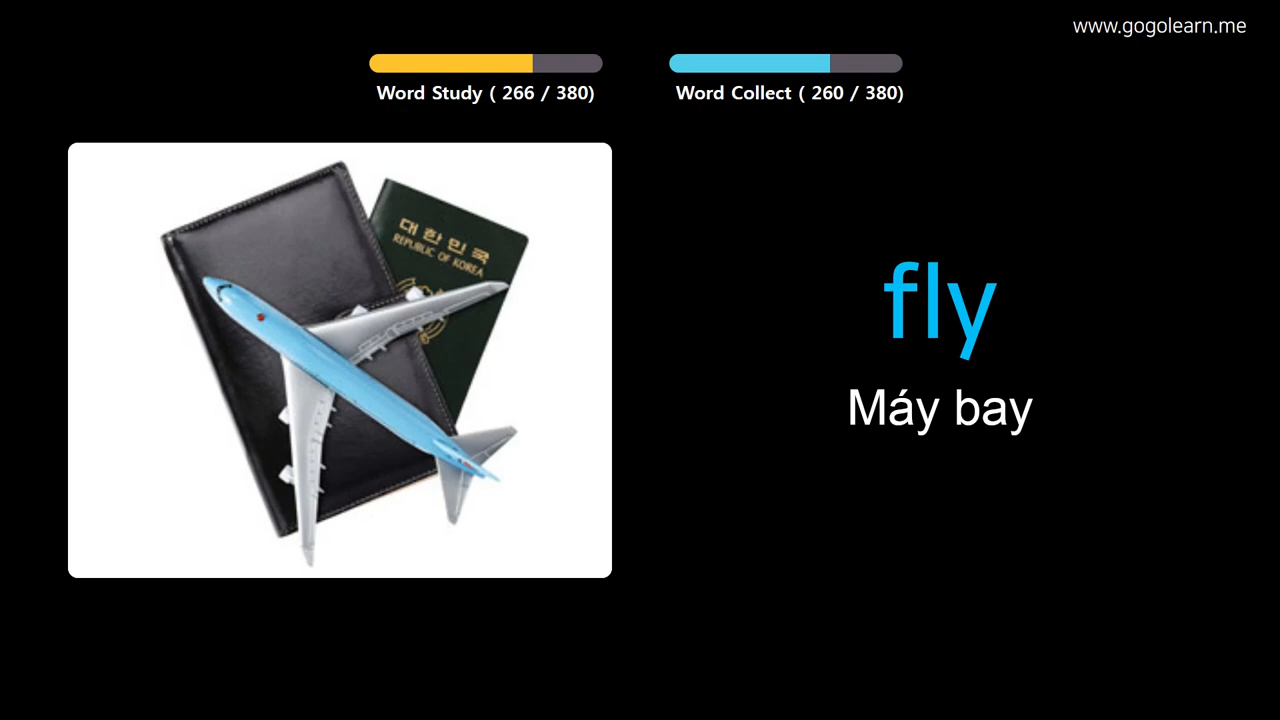 www.gogolearn.me
Word Study ( 266 / 380)
Word Collect ( 260 / 380)
대한민국
REPUBLIC OF KOREA
fly
Máy bay